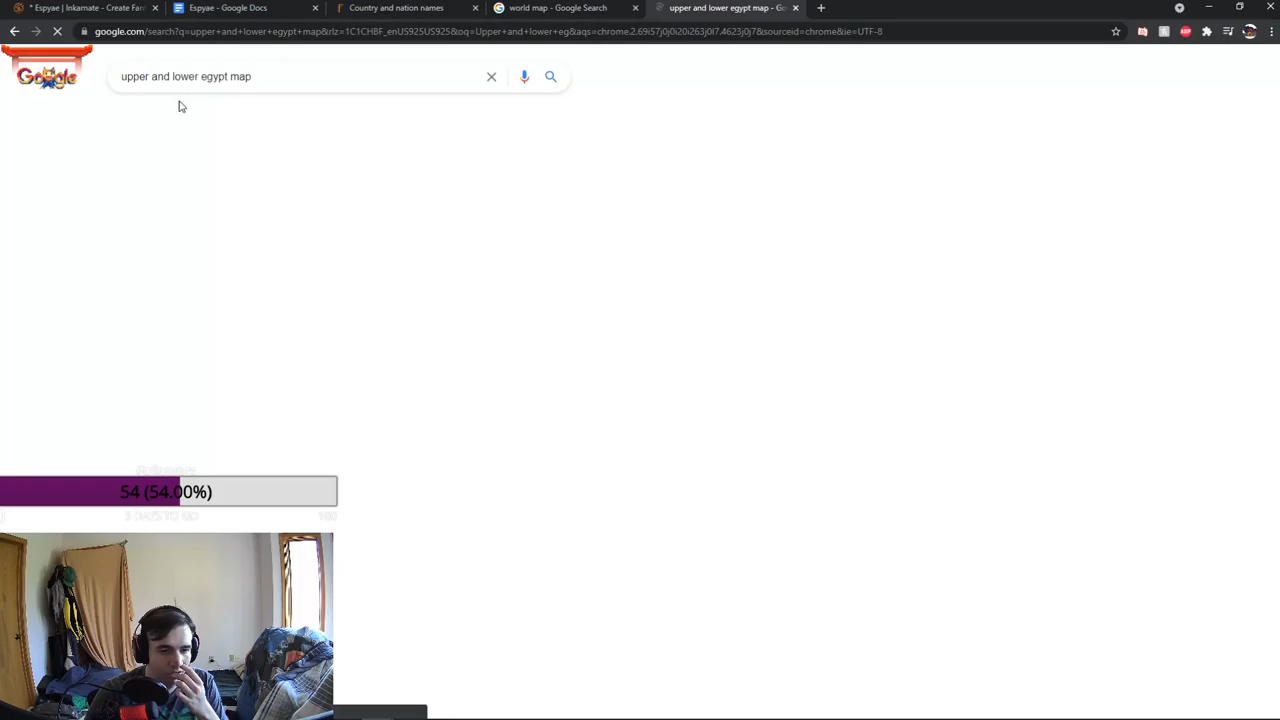 * Espyae | Inkarnate - Create Fan
Espyae - Google Docs
Country and nation names
world map - Google Search
upper and lower egypt map - Go
google.com/search?q=upper+and+lower+egypt+map&rlz=1C1CHBF_enUS925US925&oq=Upper+and+lower+eg&aqs=chrome.2.69i57j0j0i20i263j0l7.4623j0j7&sourceid=chrome&ie=UTF-8
Google
upper and lower egypt map
54 (54.00%)
100